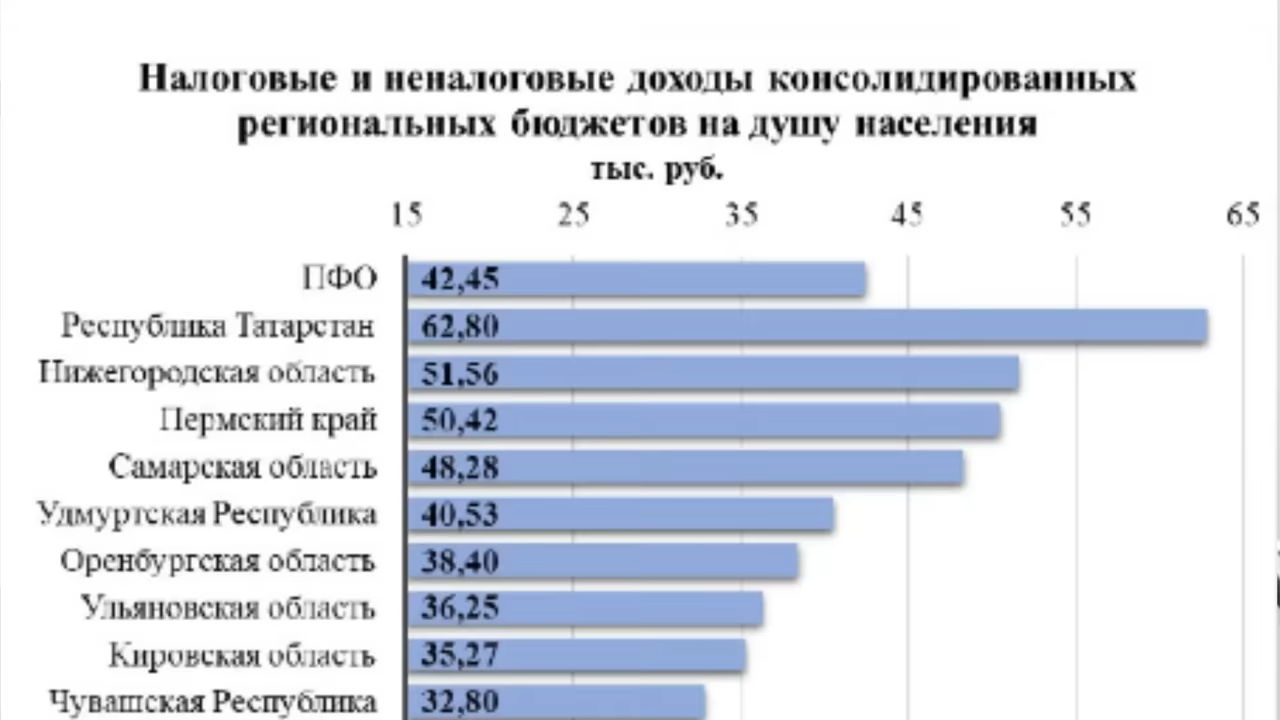 Налоговые и неналоговые доходы консолидированных
региональных бюджетов на душу населения
тыс. руб.
15 25 35 45 55 65
ПФО 42,45
Республика Татарстан 62,80
Нижегородская область 51,56
Пермский край 50,42
Самарская область 48,28
Удмуртская Республика 40,53
Оренбургская область 38,40
Ульяновская область 36,25
Кировская область 35,27
Чувашская Республика 32,80